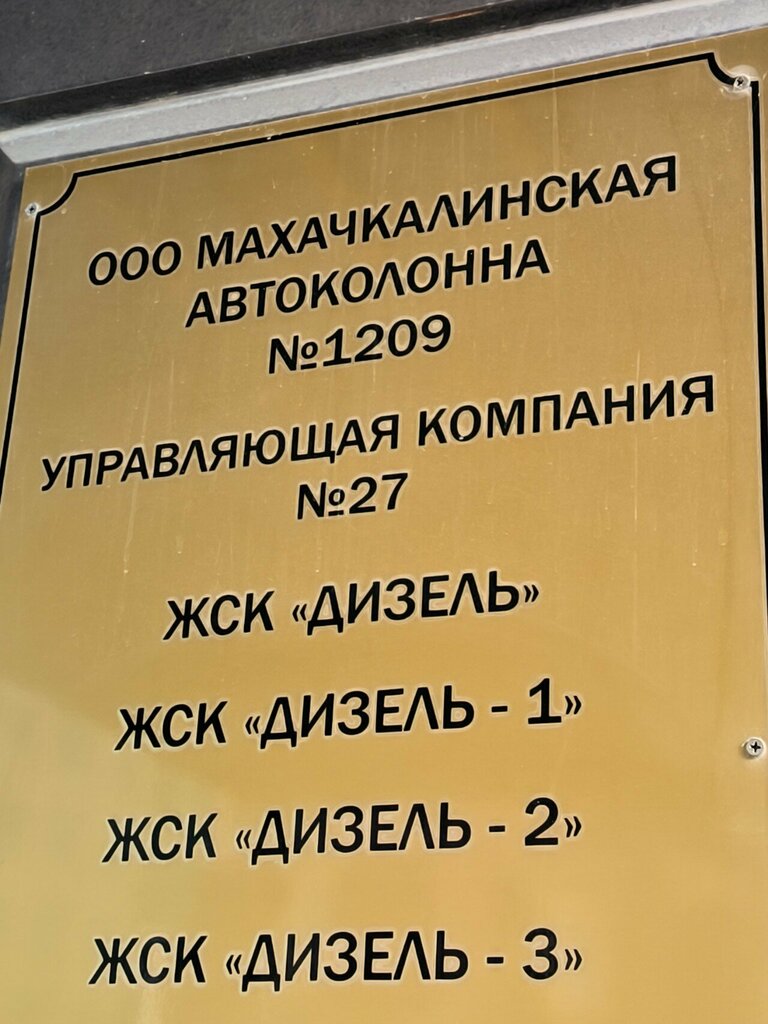 ООО МАХАЧКАЛИНСКАЯ
АВТОКОЛОННА
№1209
УПРАВЛЯЮЩАЯ КОМПАНИЯ
№27
ЖСК «ДИЗЕЛЬ»
ЖСК «ДИЗЕЛЬ - 1»
ЖСК «ДИЗЕЛЬ - 2»
ЖСК «ДИЗЕЛЬ - 3»